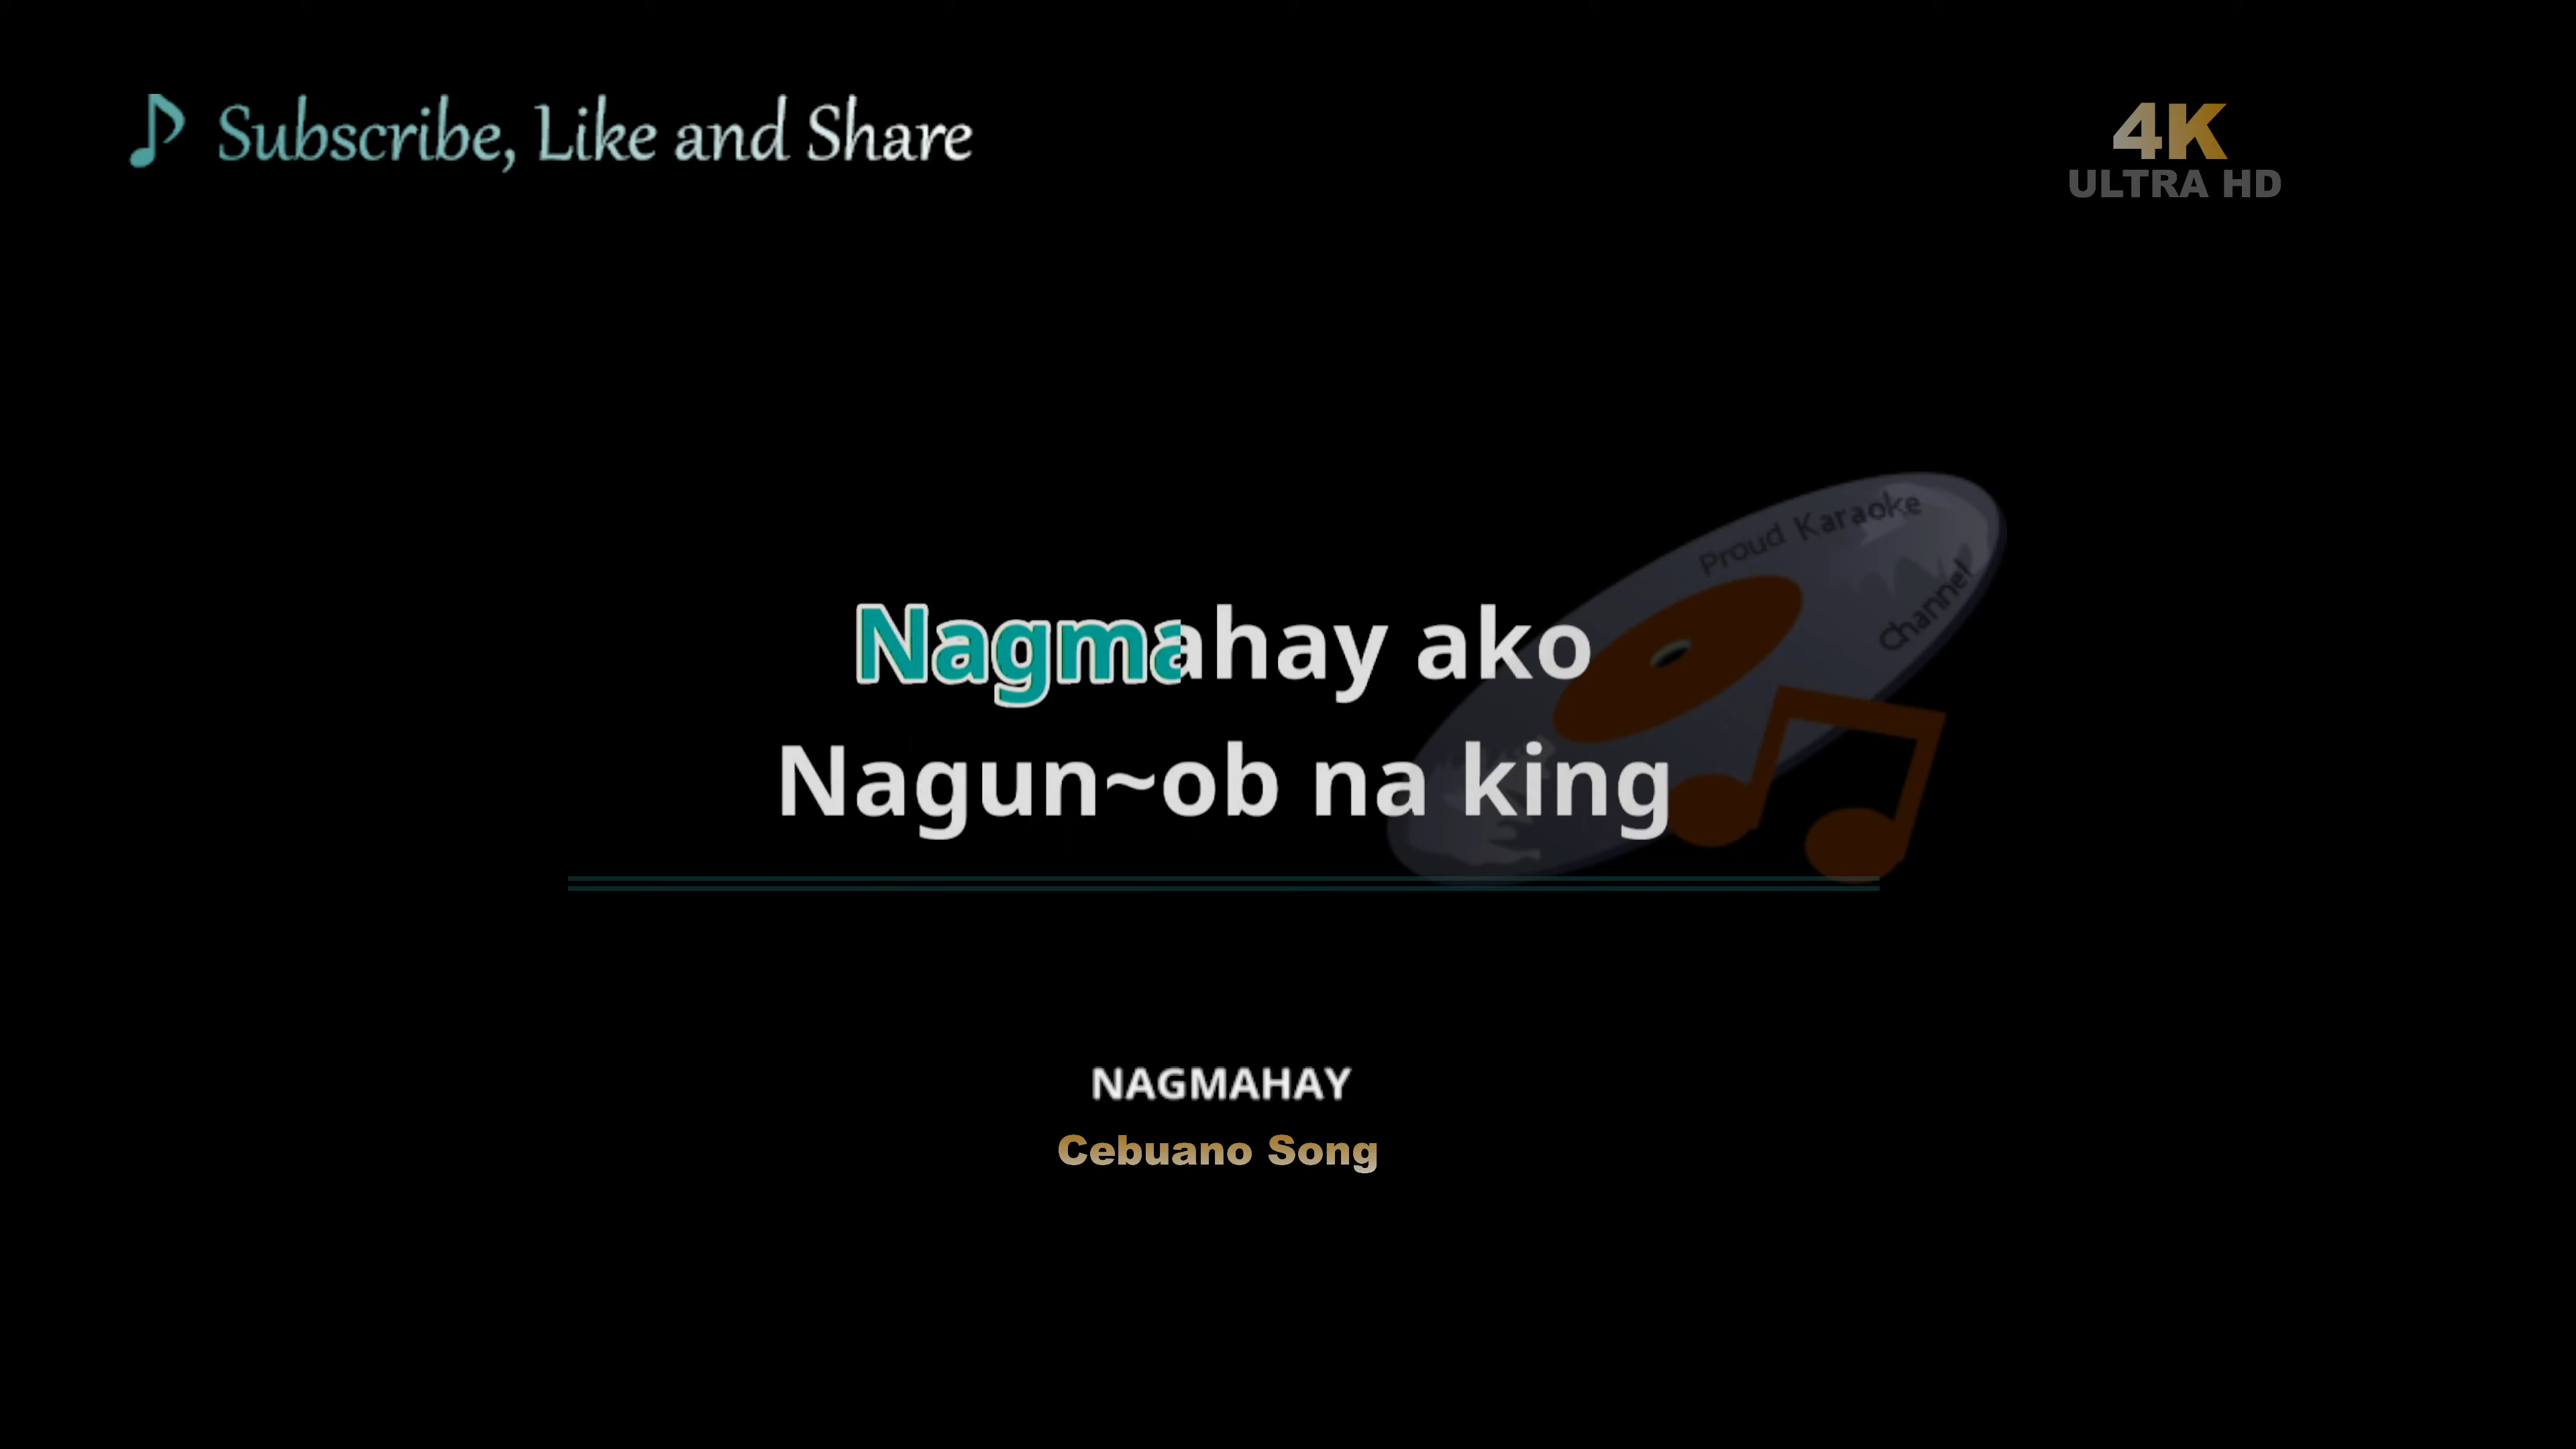 Subscribe, Like and Share
4K
ULTRA HD
Proud Karaoke
Channel
Nagmahay ako
Nagun~ob na king
NAGMAHAY
Cebuano Song